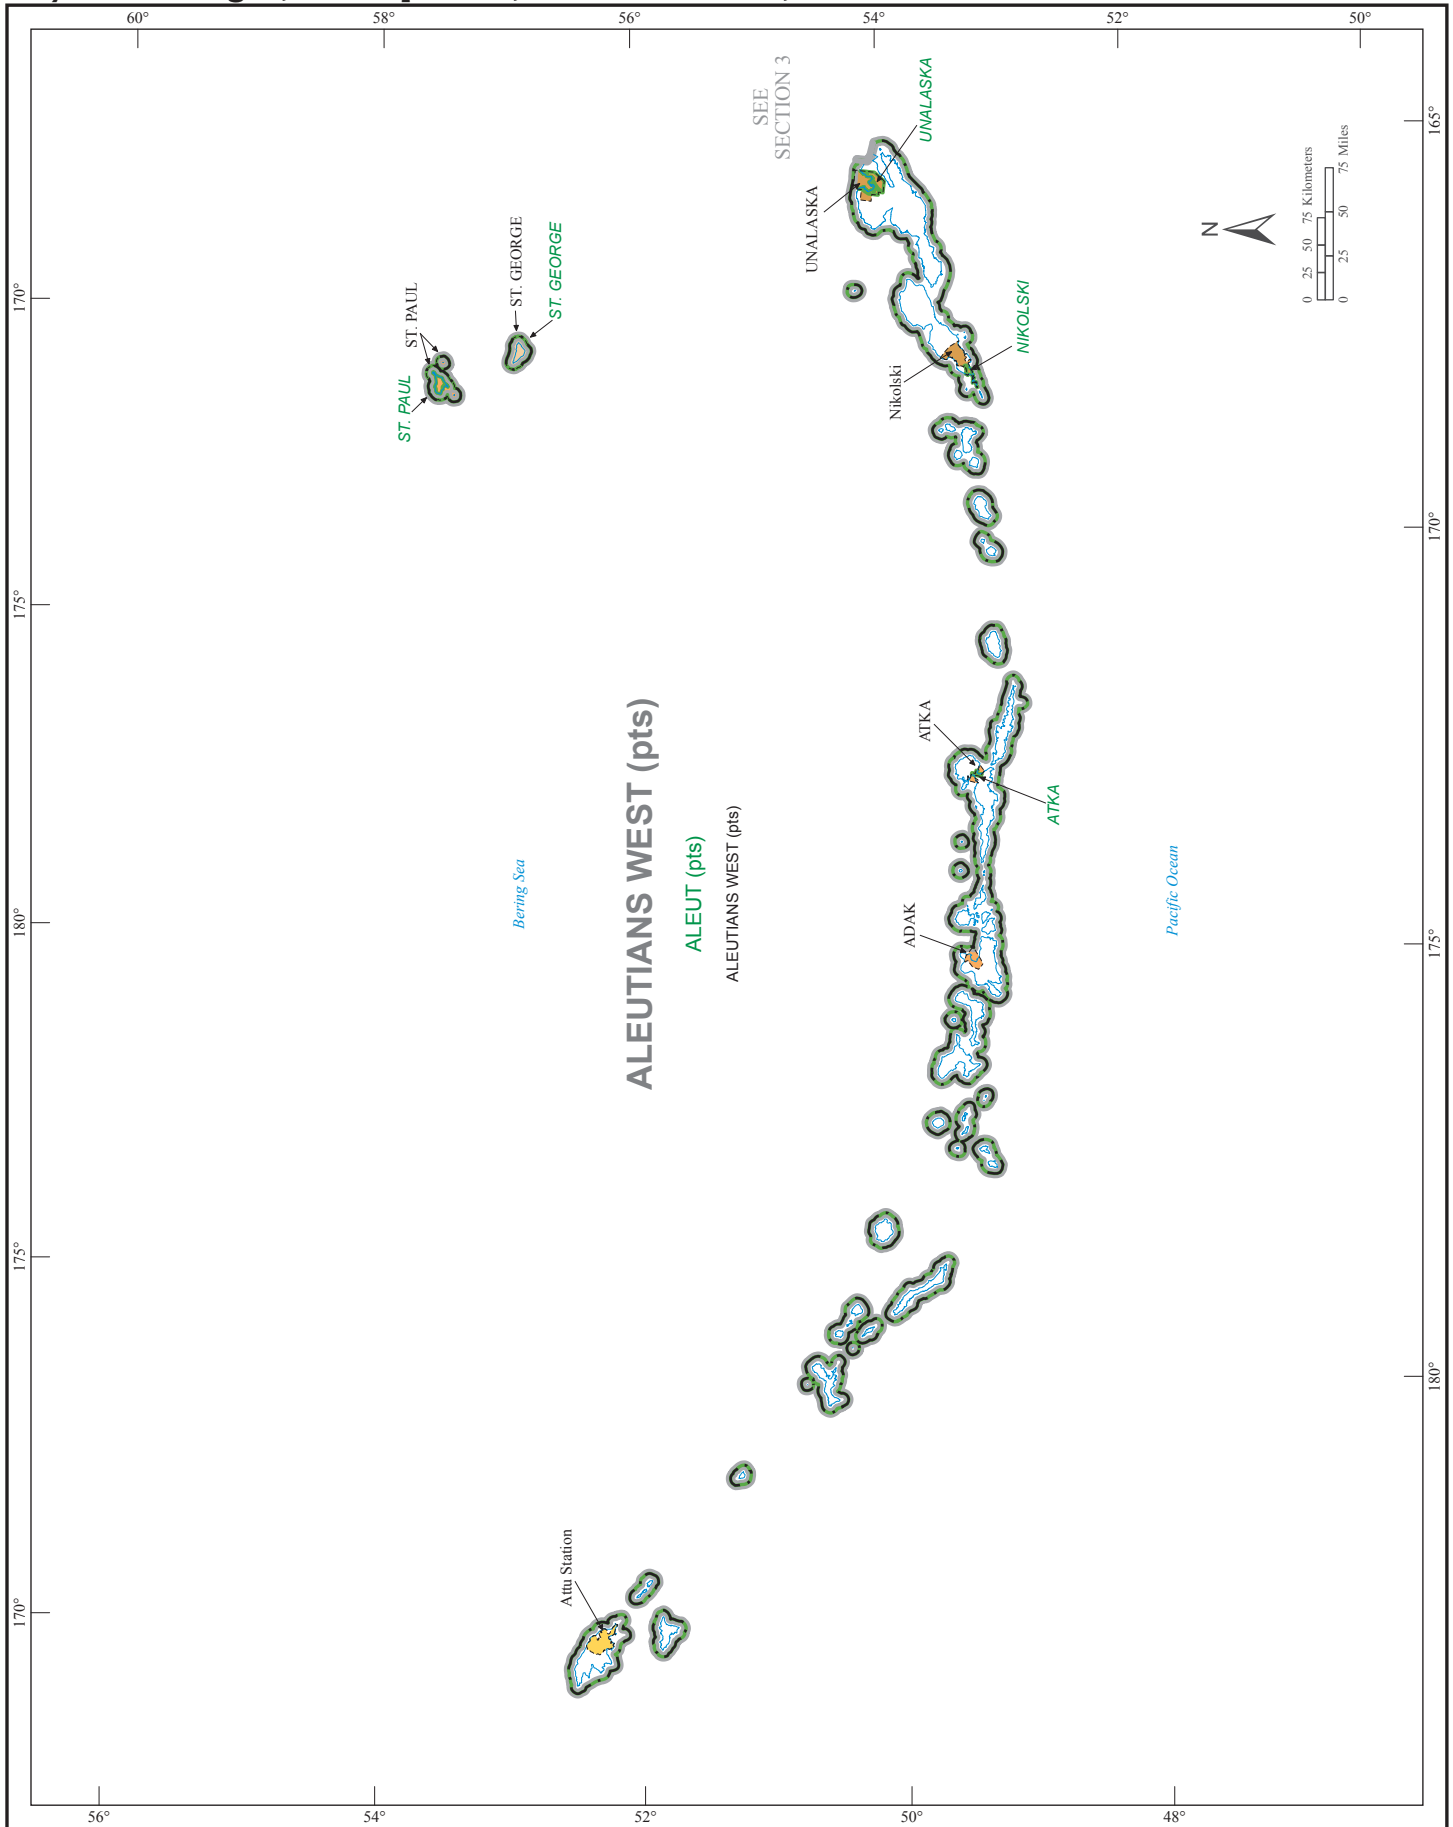 60°
58°
56°
54°
52°
50°
165°
170°
175°
180°
170°
175°
180°
175°
170°
56°
54°
52°
50°
48°
SEE
SECTION 3
UNALASKA
UNALASKA
ST. PAUL
ST. PAUL
ST. GEORGE
ST. GEORGE
Nikolski
NIKOLSKI
N
0 25 50 75 Kilometers
0 25 50 75 Miles
ALEUTIANS WEST (pts)
ALEUT (pts)
ALEUTIANS WEST (pts)
Bering Sea
Pacific Ocean
ATKA
ATKA
ADAK
Attu Station